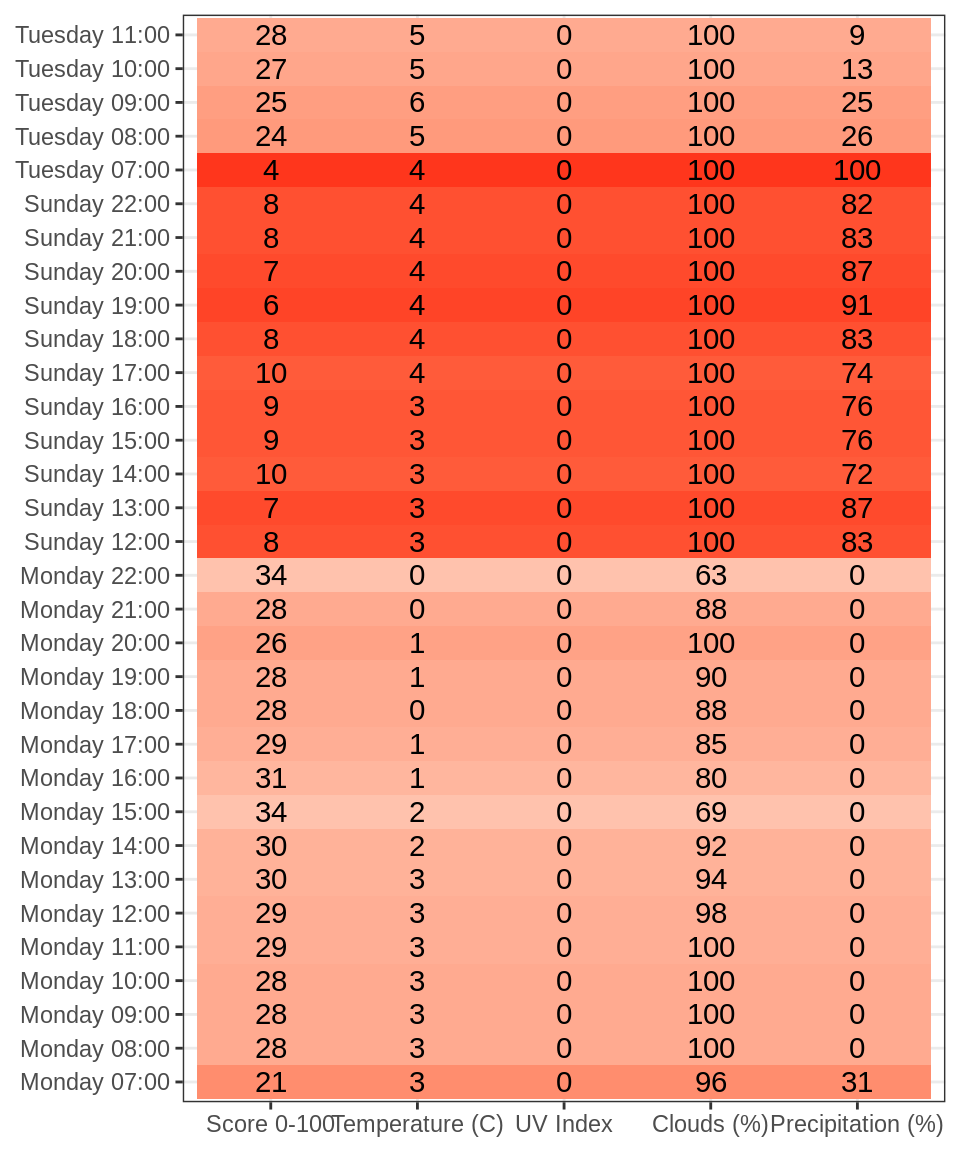 Tuesday 11:00 28 5 0 100 9
Tuesday 10:00 27 5 0 100 13
Tuesday 09:00 25 6 0 100 25
Tuesday 08:00 24 5 0 100 26
Tuesday 07:00 4 4 0 100 100
Sunday 22:00 8 4 0 100 82
Sunday 21:00 8 4 0 100 83
Sunday 20:00 7 4 0 100 87
Sunday 19:00 6 4 0 100 91
Sunday 18:00 8 4 0 100 83
Sunday 17:00 10 4 0 100 74
Sunday 16:00 9 3 0 100 76
Sunday 15:00 9 3 0 100 76
Sunday 14:00 10 3 0 100 72
Sunday 13:00 7 3 0 100 87
Sunday 12:00 8 3 0 100 83
Monday 22:00 34 0 0 63 0
Monday 21:00 28 0 0 88 0
Monday 20:00 26 1 0 100 0
Monday 19:00 28 1 0 90 0
Monday 18:00 28 0 0 88 0
Monday 17:00 29 1 0 85 0
Monday 16:00 31 1 0 80 0
Monday 15:00 34 2 0 69 0
Monday 14:00 30 2 0 92 0
Monday 13:00 30 3 0 94 0
Monday 12:00 29 3 0 98 0
Monday 11:00 29 3 0 100 0
Monday 10:00 28 3 0 100 0
Monday 09:00 28 3 0 100 0
Monday 08:00 28 3 0 100 0
Monday 07:00 21 3 0 96 31
Score 0-100 Temperature (C) UV Index Clouds (%) Precipitation (%)